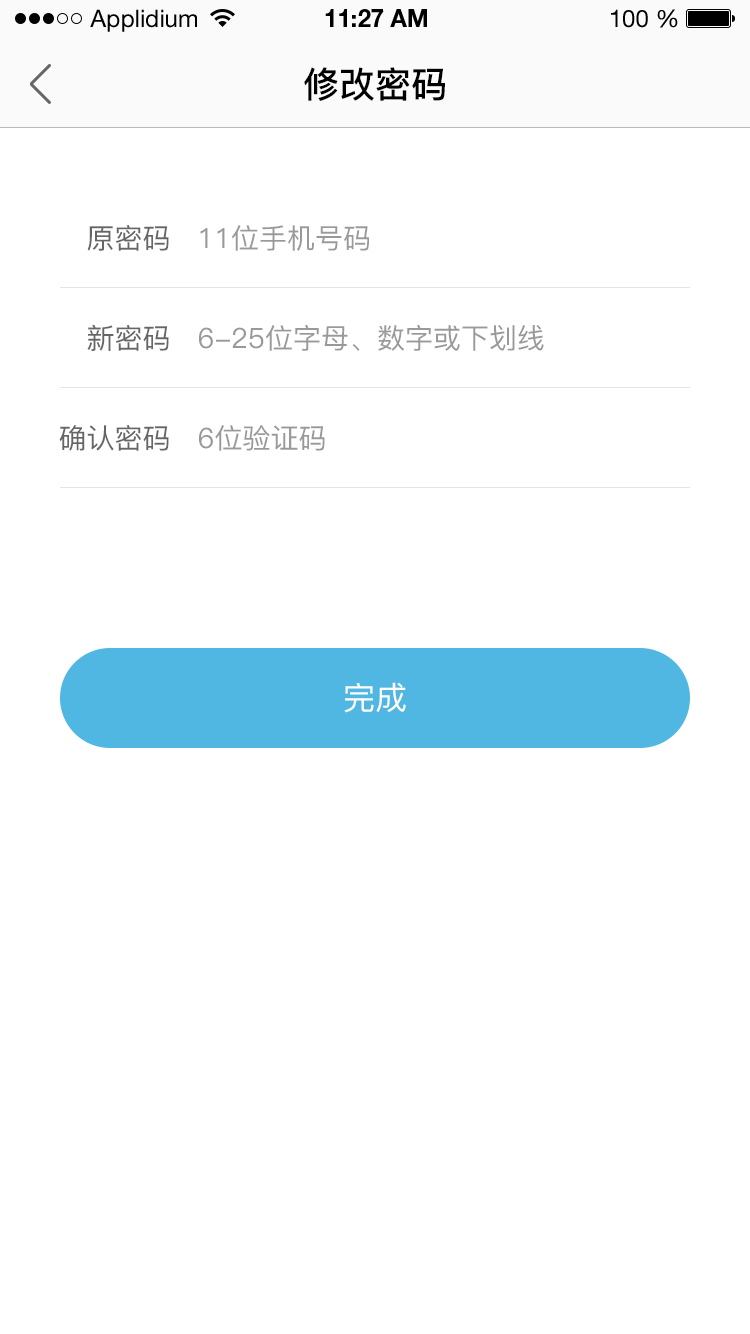 Applidium 11:27 AM 100 %
修改密码
原密码 11位手机号码
新密码 6-25位字母、数字或下划线
确认密码 6位验证码
完成